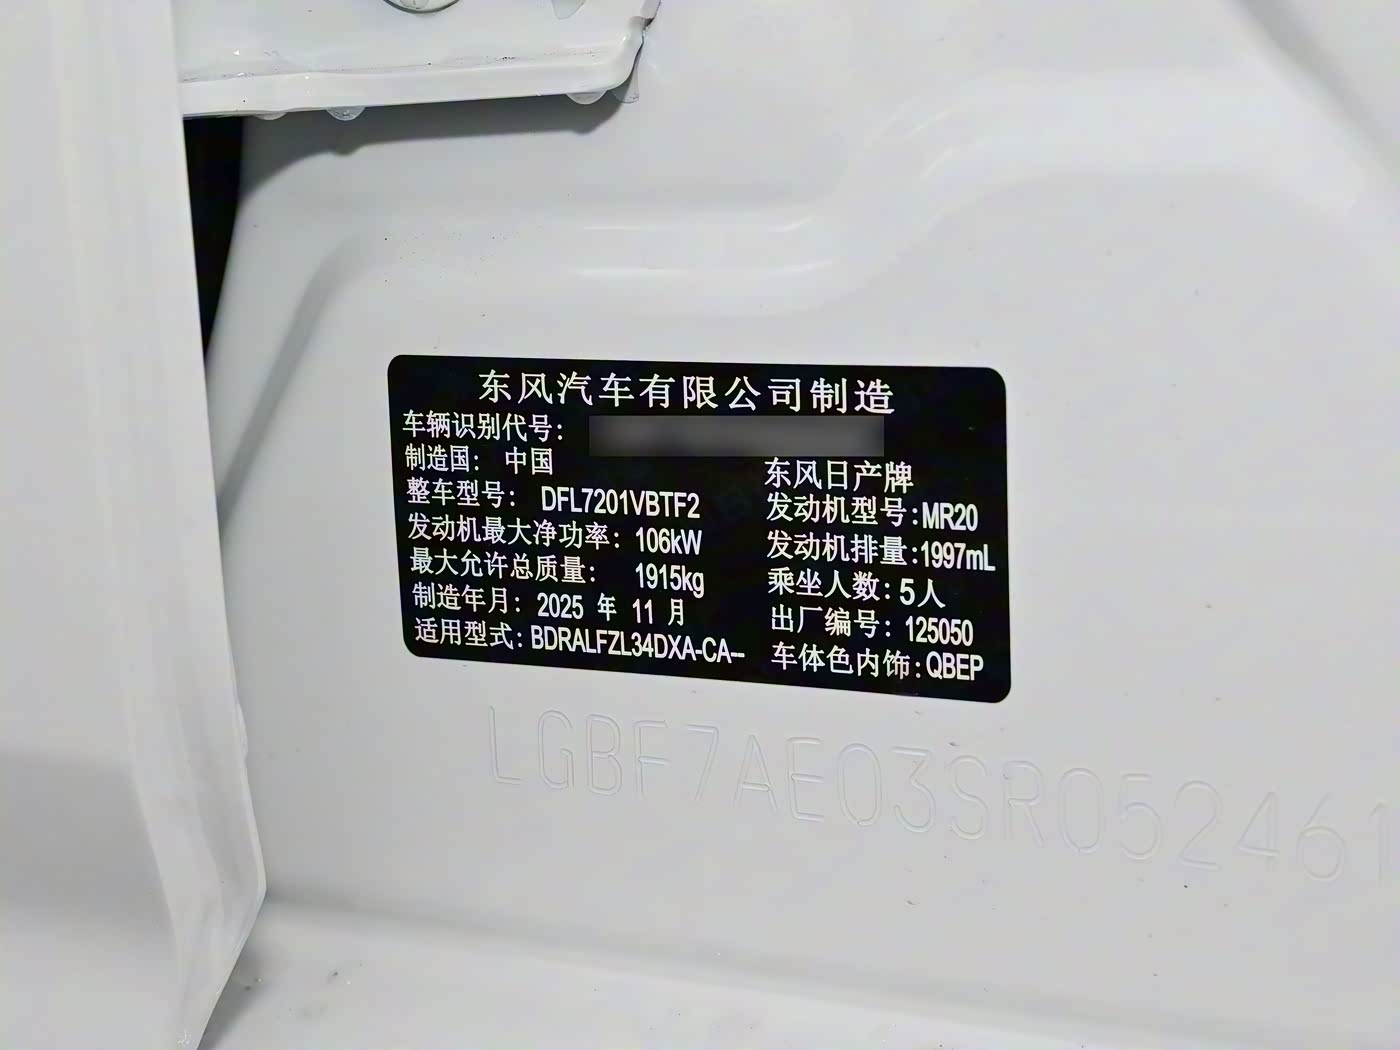 东风汽车有限公司制造
车辆识别代号:
制造国: 中国
东风日产牌
整车型号: DFL7201VBTF2
发动机型号:MR20
发动机最大净功率: 106kW
发动机排量:1997mL
最大允许总质量: 1915kg
乘坐人数: 5人
制造年月: 2025 年 11 月
出厂编号: 125050
适用型式: BDRALFZL34DXA-CA--
车体色内饰:QBEP
LGBF7AE03SR052461